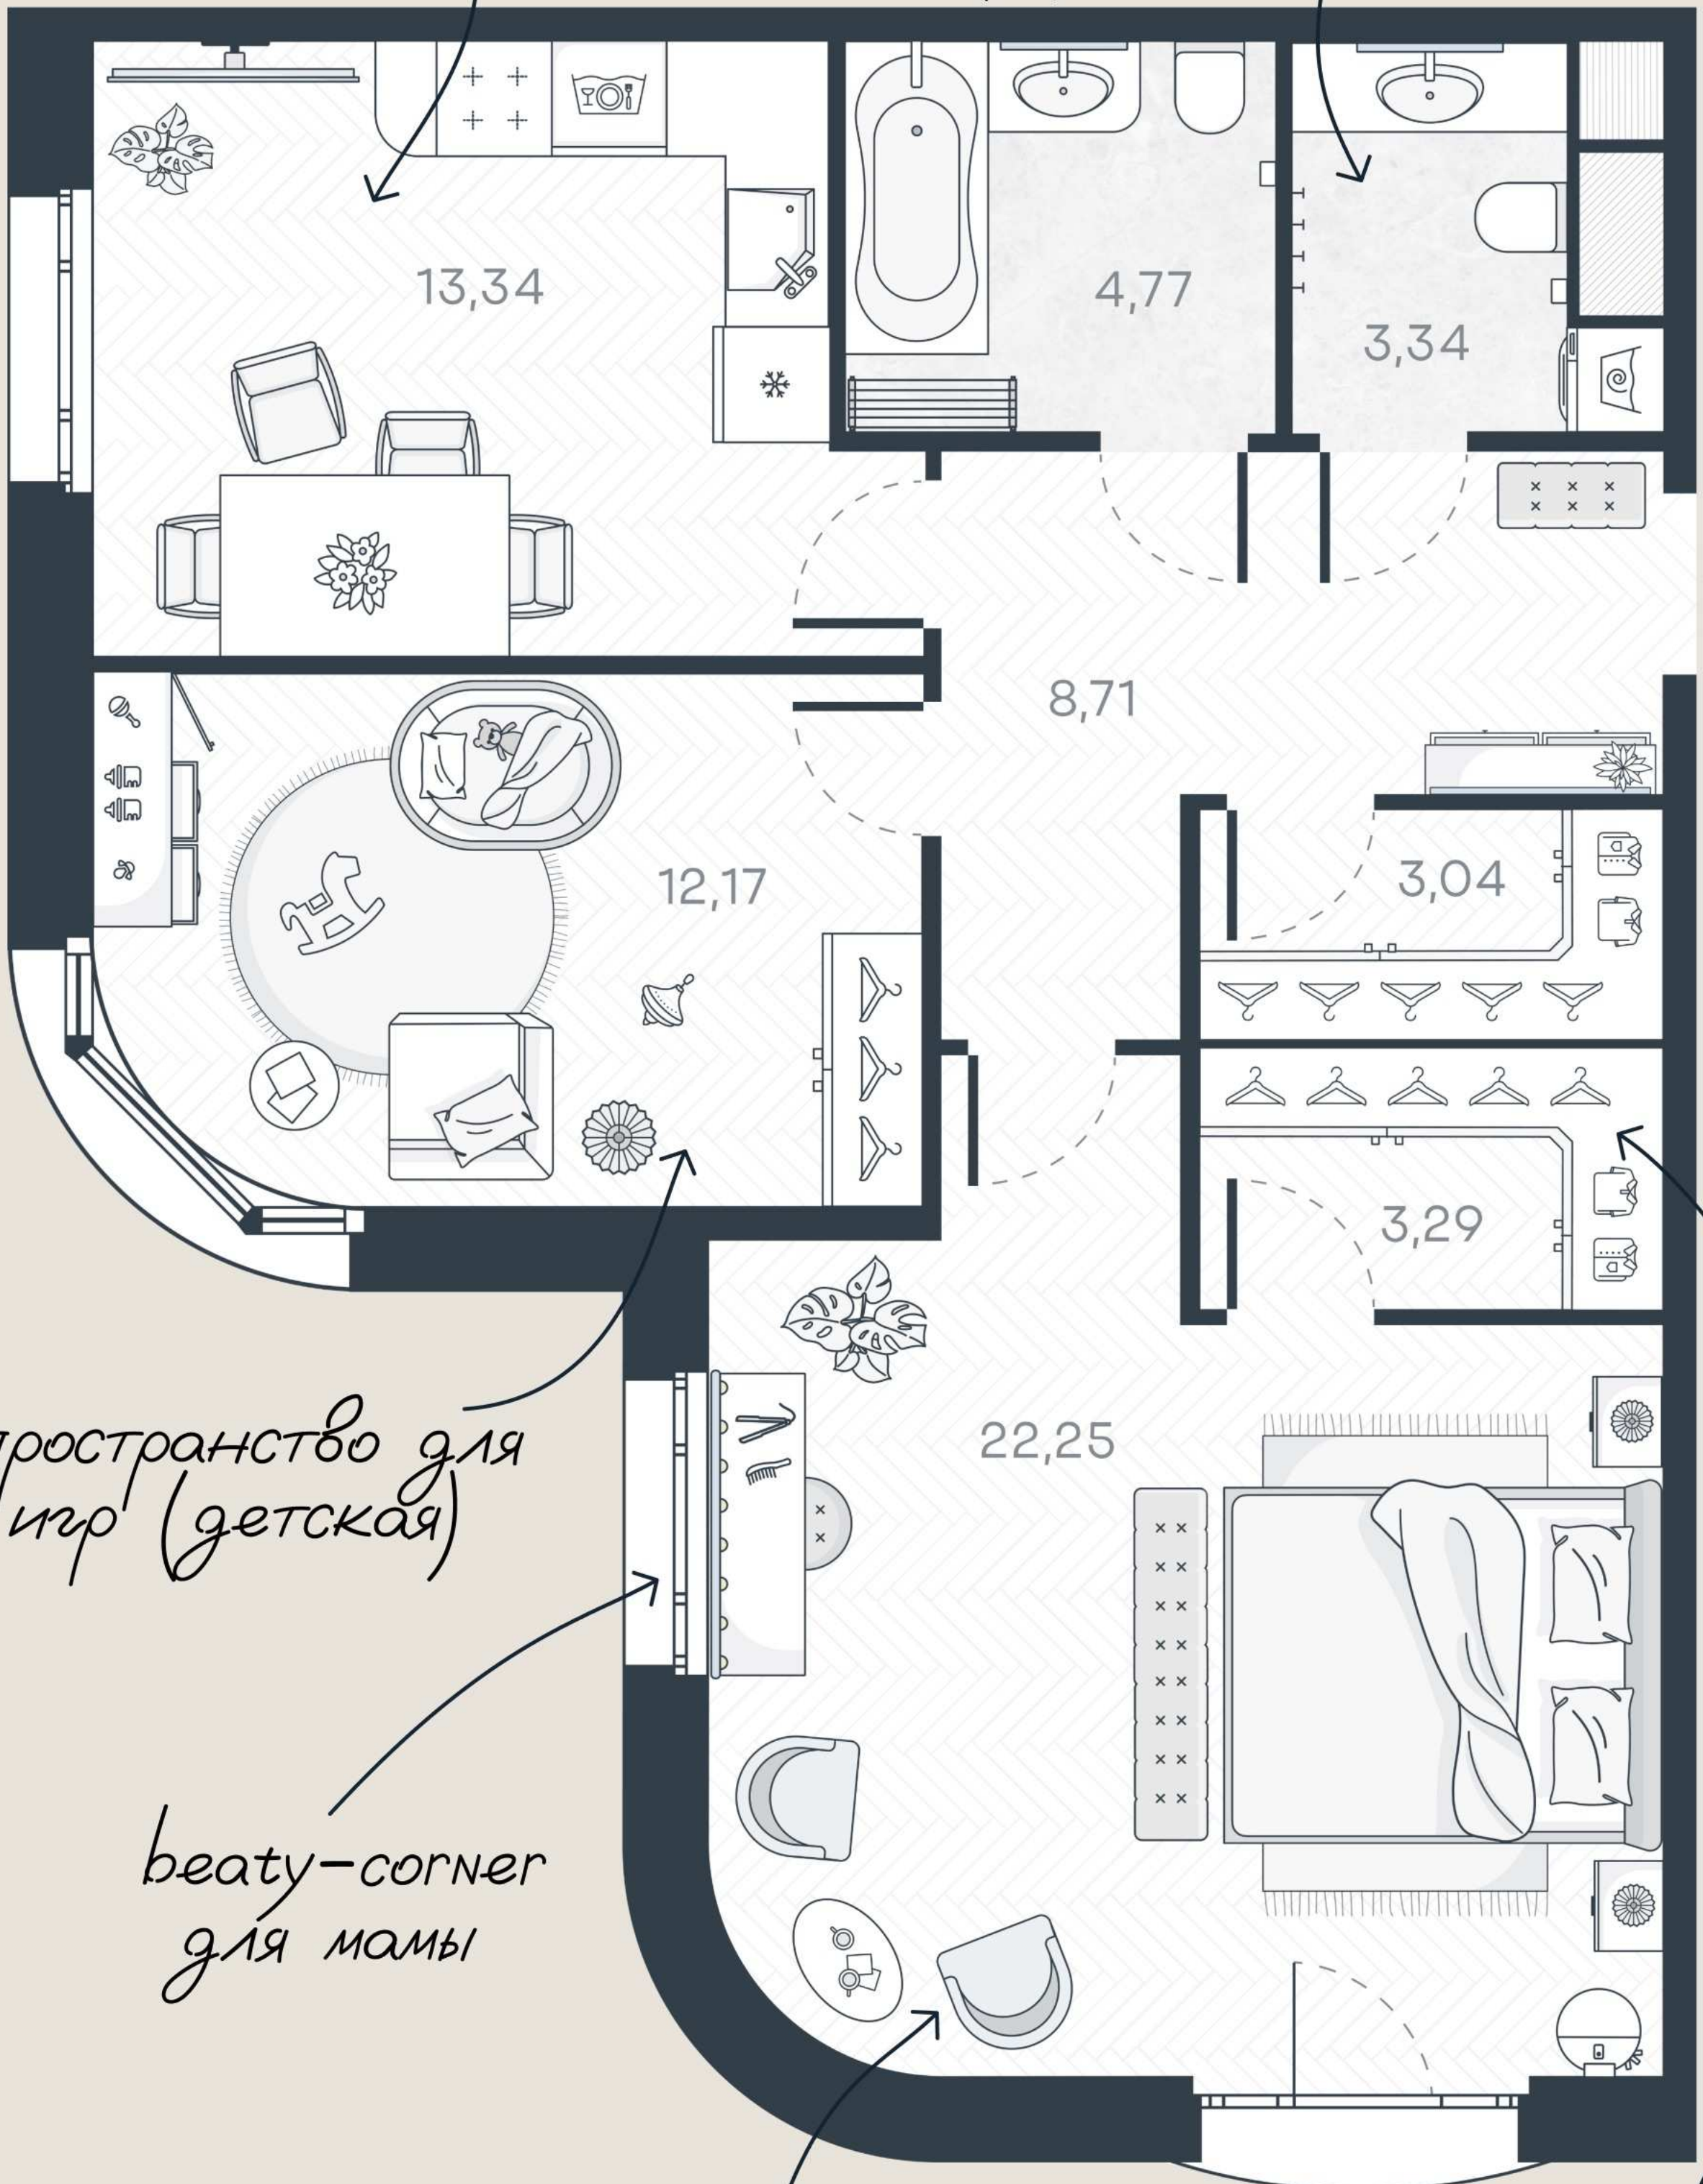 13,34
4,77
3,34
8,71
12,17
3,04
3,29
22,25
пространство для
игр (детская)
beaty-corner
для мамы